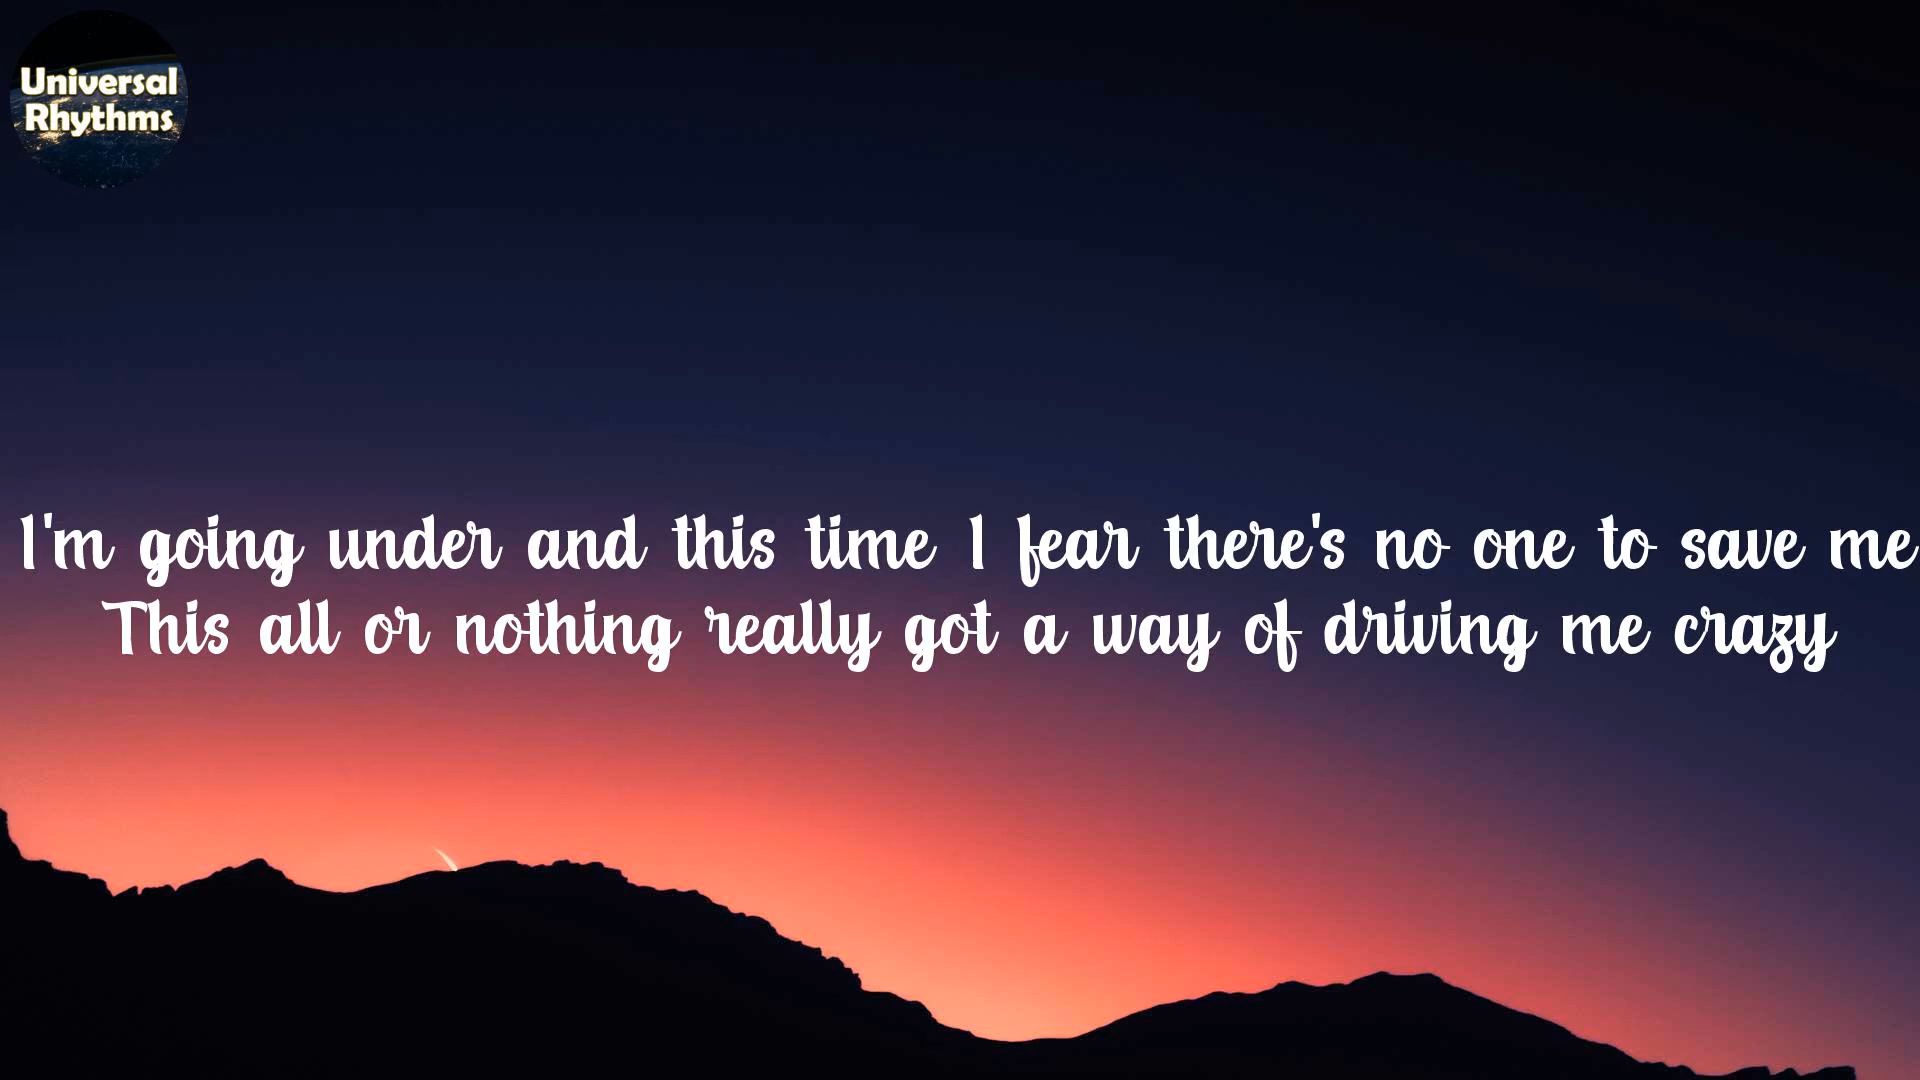 Universal
Rhythms
I'm going under and this time I fear there's no one to save me
This all or nothing really got a way of driving me crazy